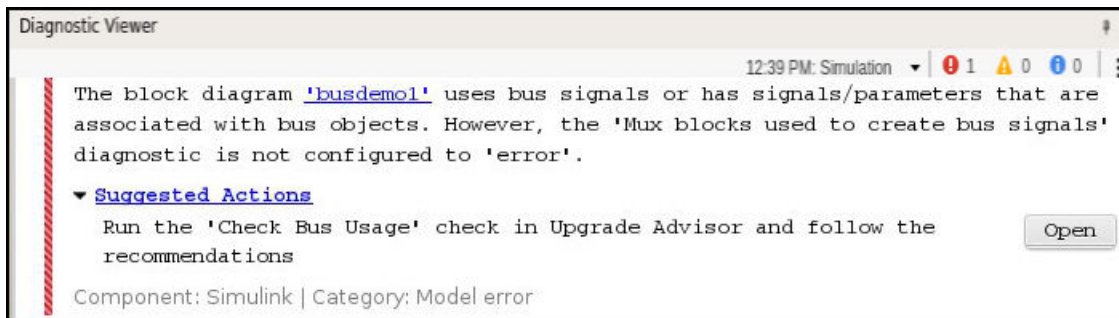 Diagnostic Viewer
12:39 PM: Simulation 1 0 0
The block diagram 'busdemo1' uses bus signals or has signals/parameters that are
associated with bus objects. However, the 'Mux blocks used to create bus signals'
diagnostic is not configured to 'error'.
Suggested Actions
Run the 'Check Bus Usage' check in Upgrade Advisor and follow the
recommendations
Open
Component: Simulink | Category: Model error